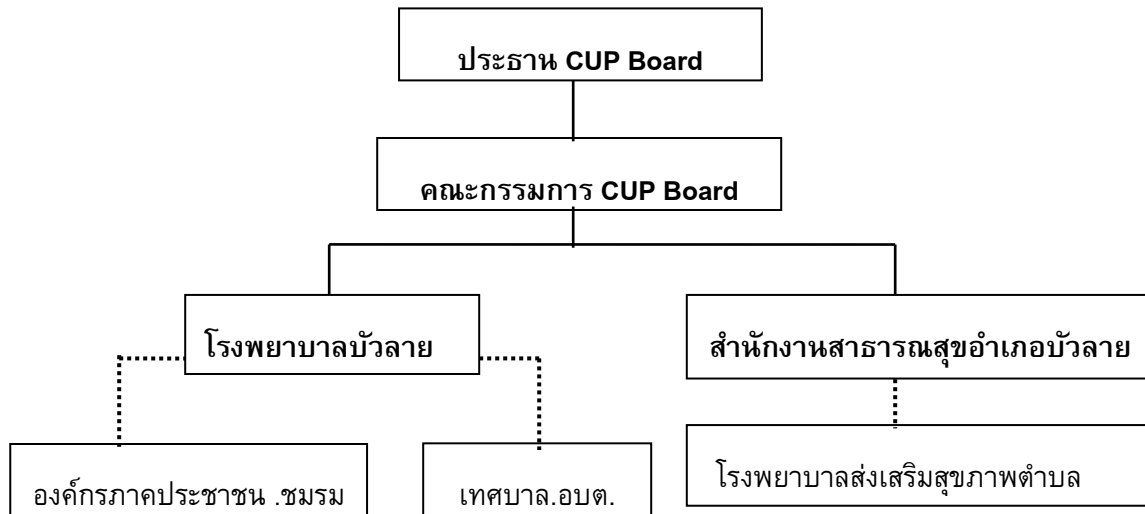 ประธาน CUP Board
คณะกรรมการ CUP Board
โรงพยาบาลบัวลาย
สำนักงานสาธารณสุขอำเภอบัวลาย
องค์กรภาคประชาชน .ชมรม
เทศบาล.อบต.
โรงพยาบาลส่งเสริมสุขภาพตำบล